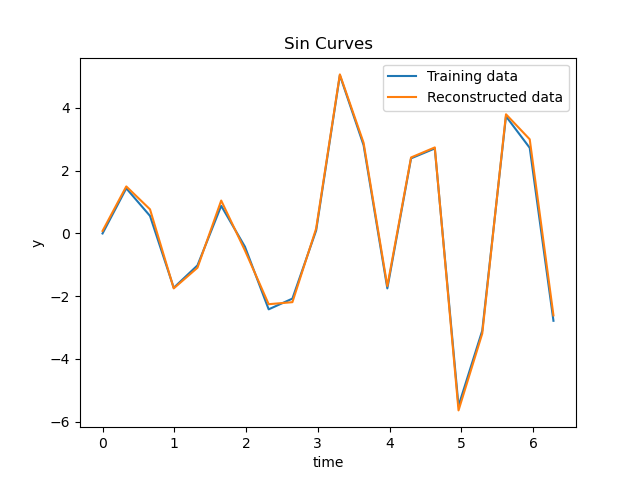 Sin Curves
Training data
Reconstructed data
4
2
0
−2
−4
−6
y
0 1 2 3 4 5 6
time